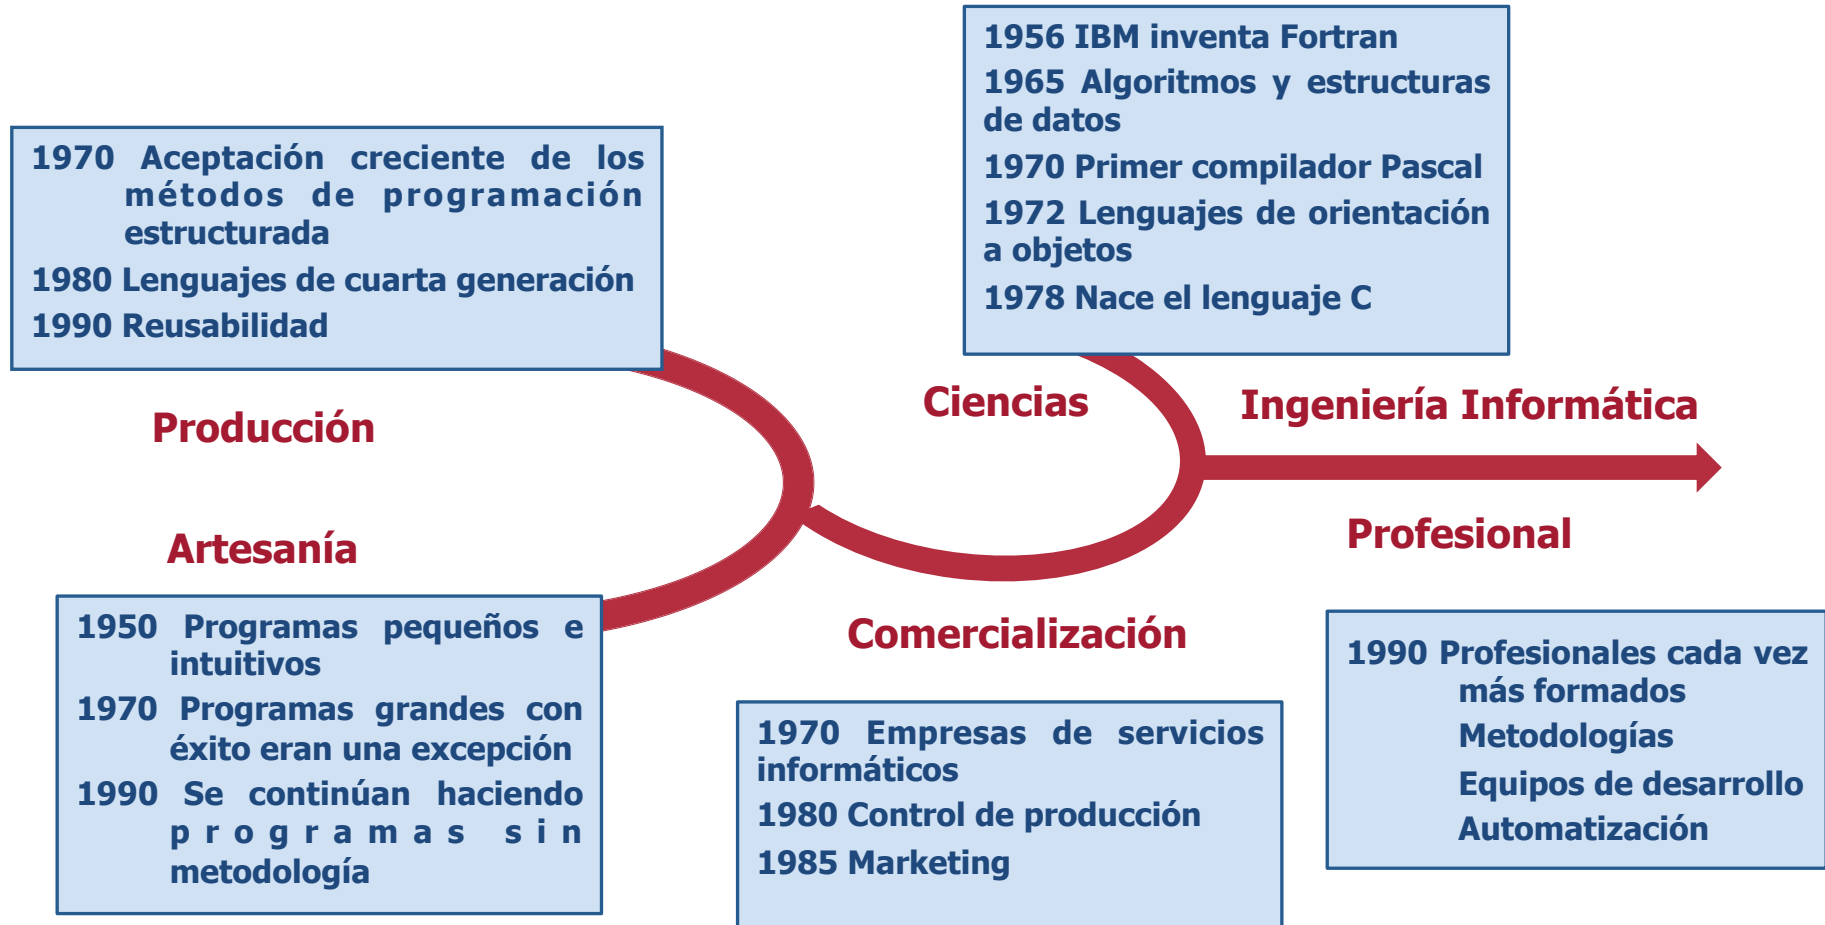 1970 Aceptación creciente de los
métodos de programación
estructurada
1980 Lenguajes de cuarta generación
1990 Reusabilidad
Producción
Artesanía
1950 Programas pequeños e
intuitivos
1970 Programas grandes con
éxito eran una excepción
1990 Se continúan haciendo
programas sin
metodología
1956 IBM inventa Fortran
1965 Algoritmos y estructuras
de datos
1970 Primer compilador Pascal
1972 Lenguajes de orientación
a objetos
1978 Nace el lenguaje C
Ciencias
Comercialización
1970 Empresas de servicios
informáticos
1980 Control de producción
1985 Marketing
Ingeniería Informática
Profesional
1990 Profesionales cada vez
más formados
Metodologías
Equipos de desarrollo
Automatización